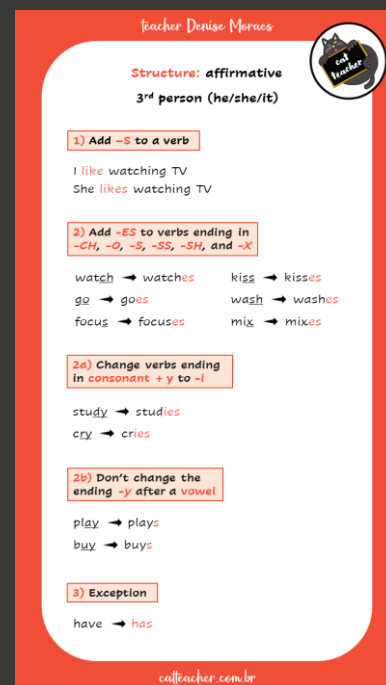 teacher Denise Moraes
cat
teacher
Structure: affirmative
3rd person (he/she/it)
1) Add –S to a verb
I like watching TV
She likes watching TV
2) Add -ES to verbs ending in
-CH, -O, -S, -SS, -SH, and -X
watch → watches kiss → kisses
go → goes wash → washes
focus → focuses mix → mixes
2a) Change verbs ending
in consonant + y to -i
study → studies
cry → cries
2b) Don't change the
ending -y after a vowel
play → plays
buy → buys
3) Exception
have → has
catteacher.com.br